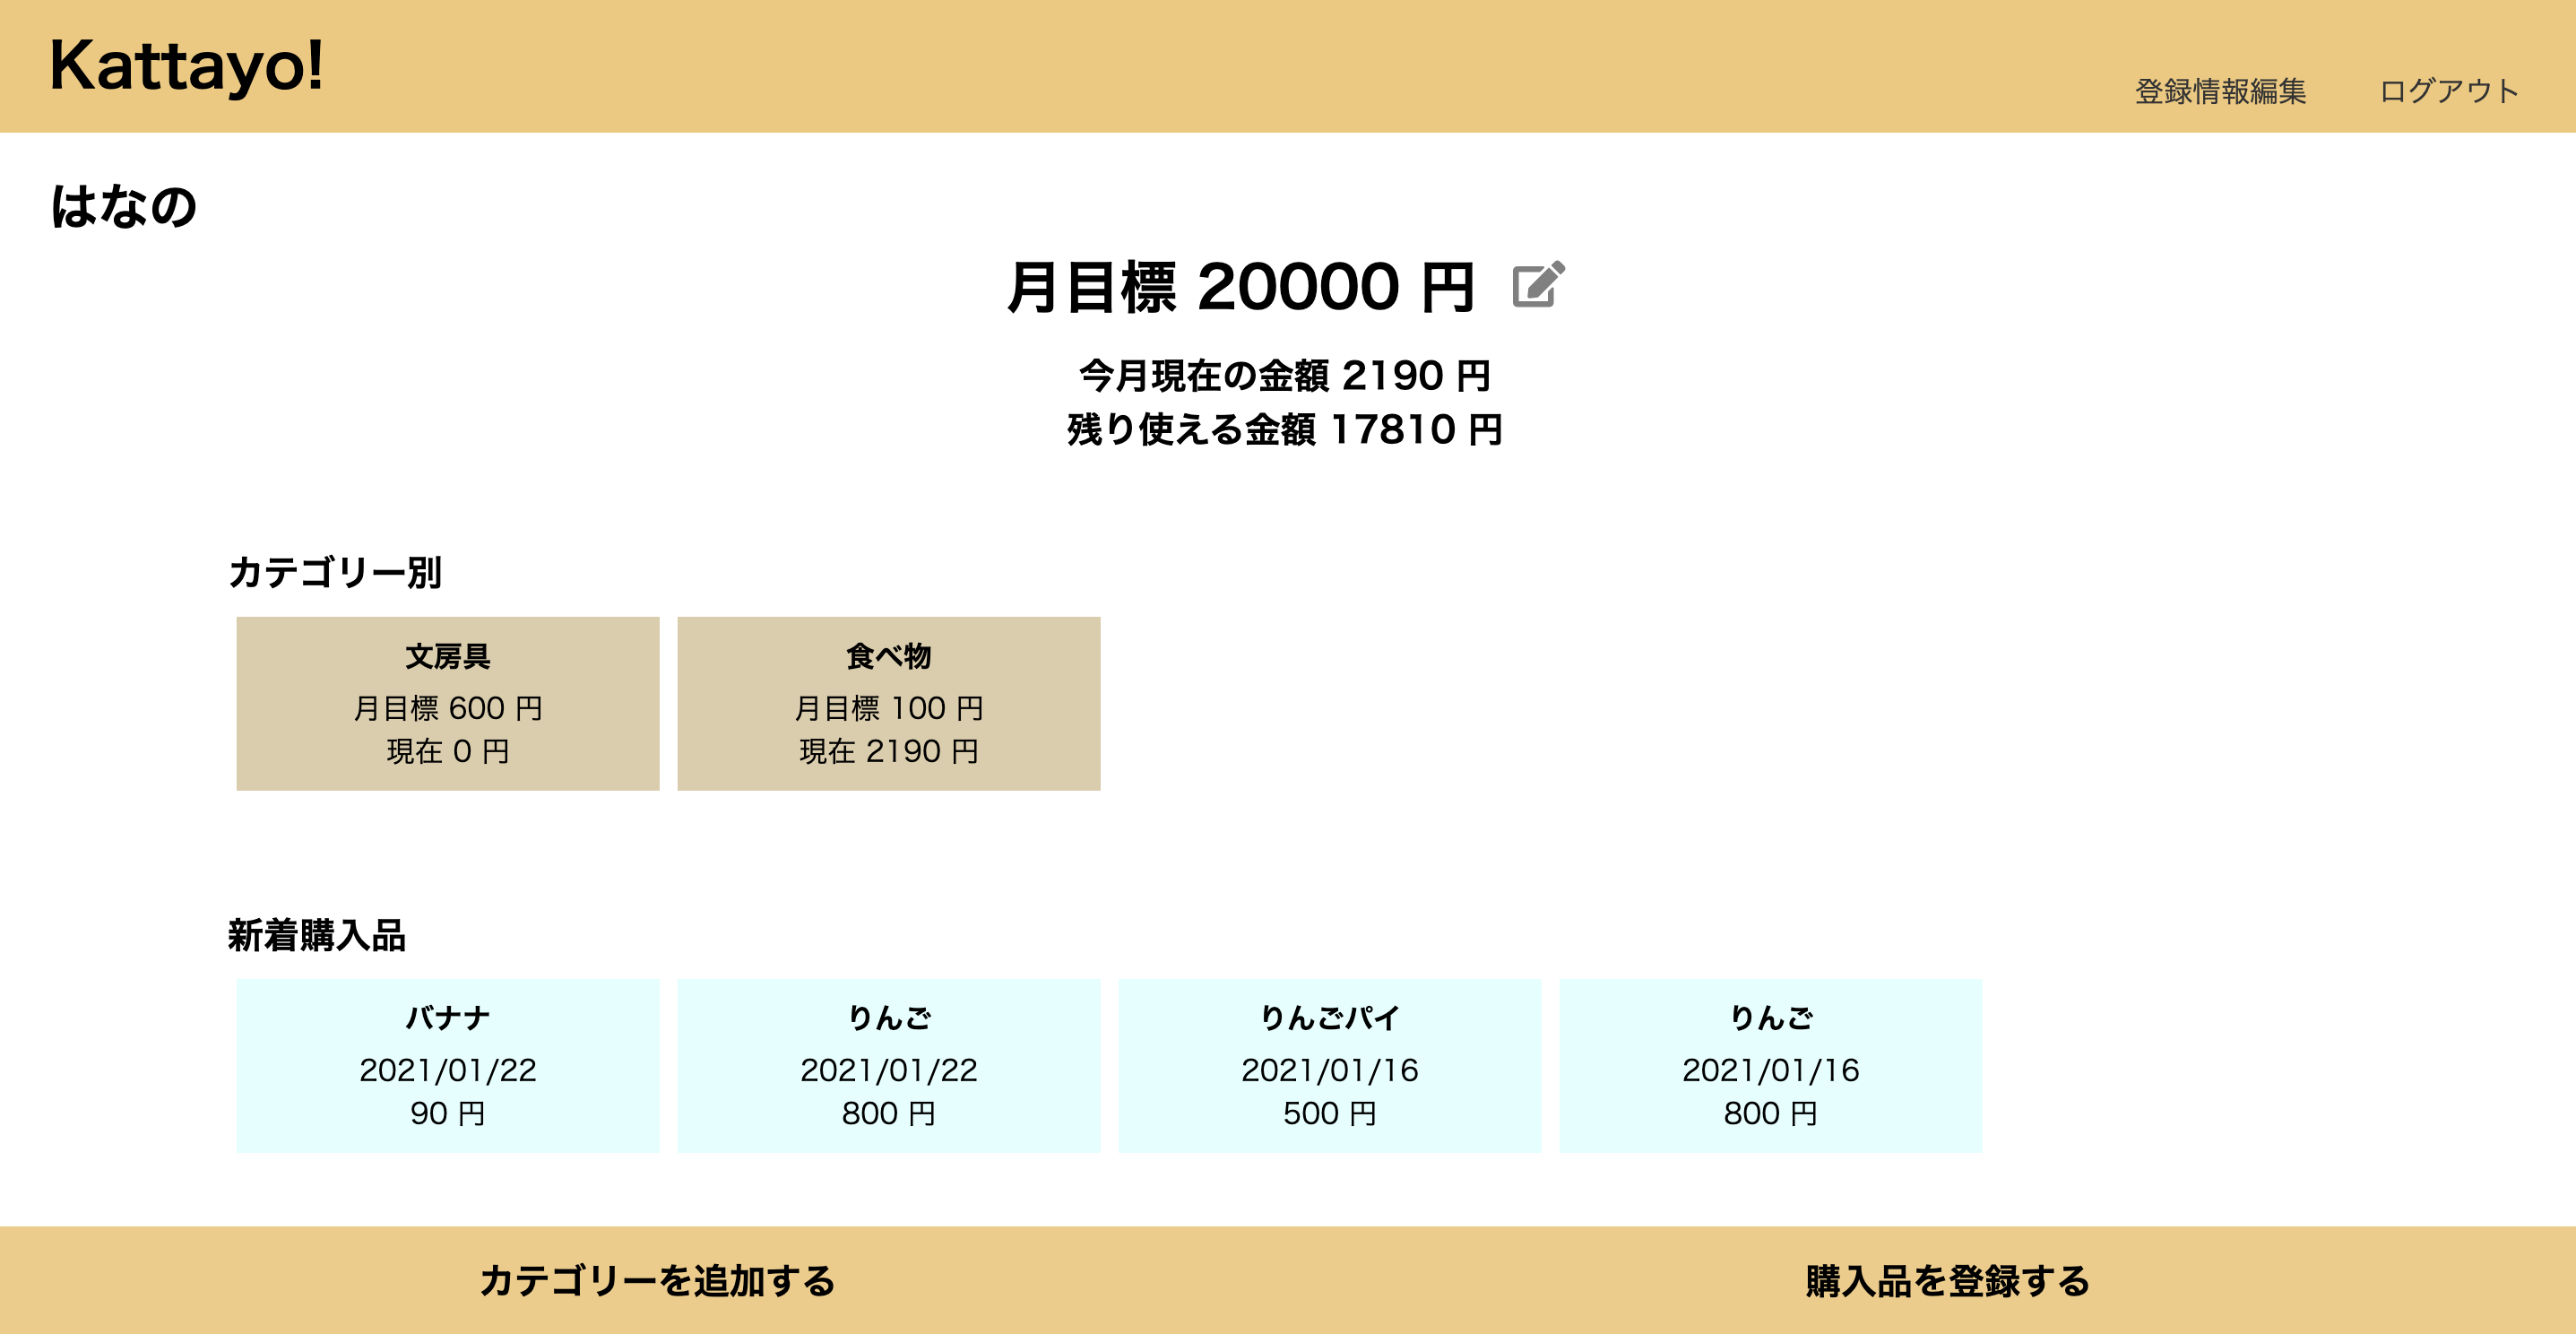 Kattayo!
登録情報編集 ログアウト
はなの
月目標 20000 円
今月現在の金額 2190 円
残り使える金額 17810 円
カテゴリー別
文房具
月目標 600 円
現在 0 円
食べ物
月目標 100 円
現在 2190 円
新着購入品
バナナ
2021/01/22
90 円
りんご
2021/01/22
800 円
りんごパイ
2021/01/16
500 円
りんご
2021/01/16
800 円
カテゴリーを追加する
購入品を登録する